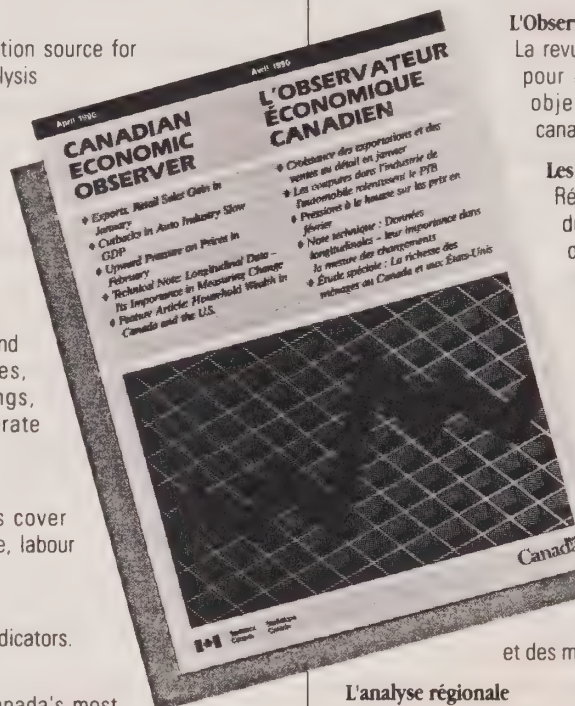 tion source for
lysis
nd
es,
ngs,
rate
s cover
e, labour
dicators.
anada's most
April 1990
CANADIAN
ECONOMIC
OBSERVER
◆ Exports, Retail Sales Gain in
January
◆ Cutbacks in Auto Industry Slow
GDP
◆ Upward Pressure on Prices in
February
◆ Technical Note: Longitudinal Data –
Its Importance in Measuring Change
◆ Feature Article: Household Wealth in
Canada and the U.S.
Avril 1990
L'OBSERVATEUR
ÉCONOMIQUE
CANADIEN
◆ Croissance des exportations et des
ventes au détail en janvier
◆ Les coupures dans l'industrie de
l'automobile ralentissent le PIB
◆ Pressions à la hausse sur les prix en
février
◆ Note technique : Données
longitudinales - leur importance dans
la mesure des changements
◆ Étude spéciale : La richesse des
ménages au Canada et aux États-Unis
Statistics Canada
Statistique Canada
Canada
L'Obser
La revu
pour
obje
cana
Les
Ré
d
et des m
L'analyse régionale